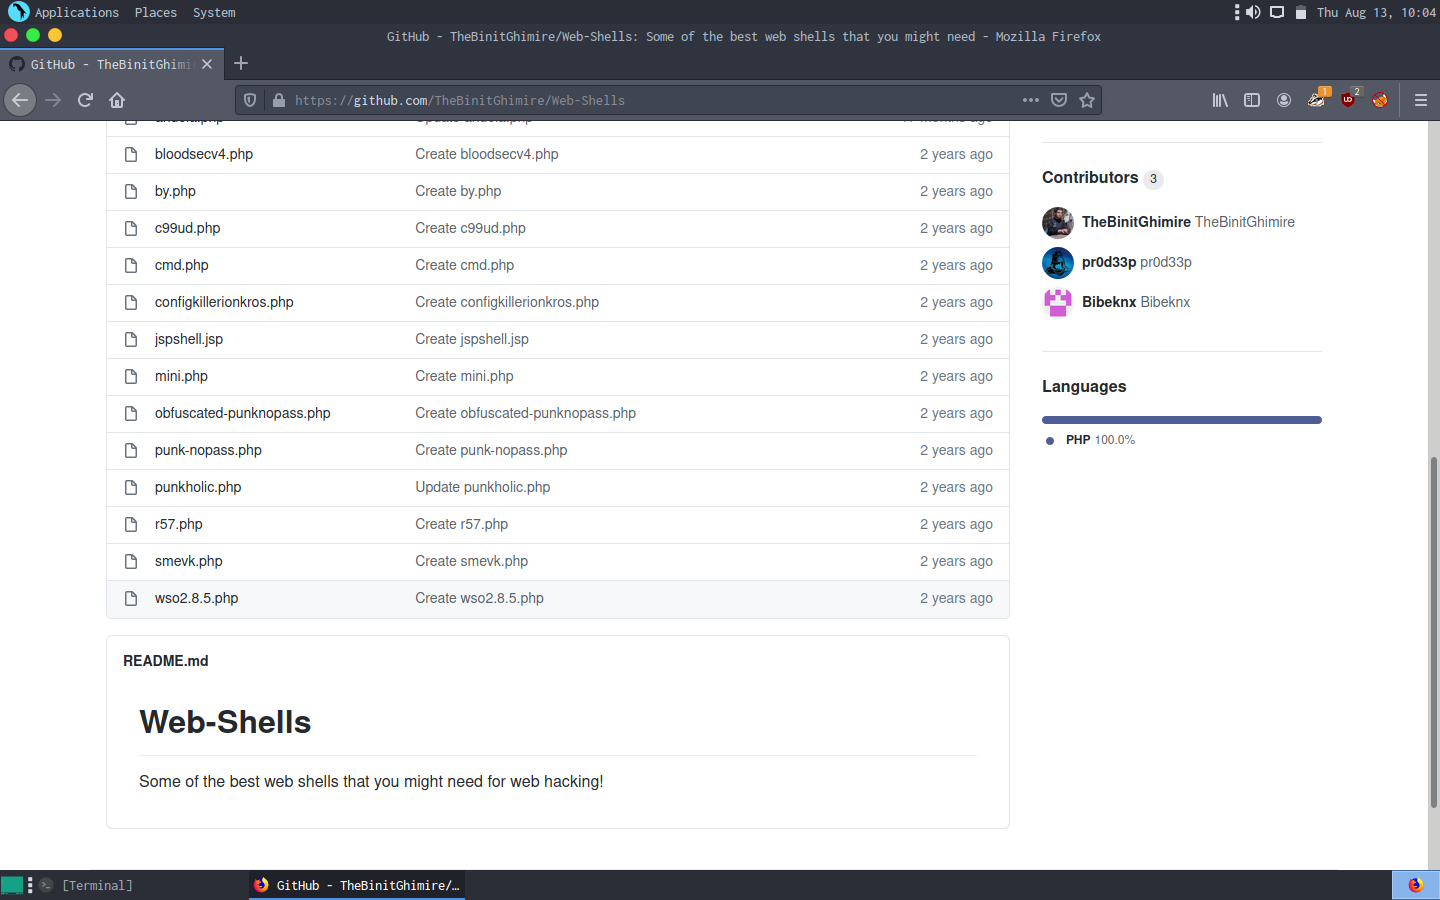 Applications Places System
Thu Aug 13, 10:04
GitHub - TheBinitGhimire/Web-Shells: Some of the best web shells that you might need - Mozilla Firefox
GitHub - TheBinitGhimi
https://github.com/TheBinitGhimire/Web-Shells
1
2
bloodsecv4.php Create bloodsecv4.php 2 years ago
by.php Create by.php 2 years ago
c99ud.php Create c99ud.php 2 years ago
cmd.php Create cmd.php 2 years ago
configkillerionkros.php Create configkillerionkros.php 2 years ago
jspshell.jsp Create jspshell.jsp 2 years ago
mini.php Create mini.php 2 years ago
obfuscated-punknopass.php Create obfuscated-punknopass.php 2 years ago
punk-nopass.php Create punk-nopass.php 2 years ago
punkholic.php Update punkholic.php 2 years ago
r57.php Create r57.php 2 years ago
smevk.php Create smevk.php 2 years ago
wso2.8.5.php Create wso2.8.5.php 2 years ago
README.md
Web-Shells
Some of the best web shells that you might need for web hacking!
Contributors 3
TheBinitGhimire TheBinitGhimire
pr0d33p pr0d33p
Bibeknx Bibeknx
Languages
PHP 100.0%
[Terminal]
GitHub - TheBinitGhimire/...